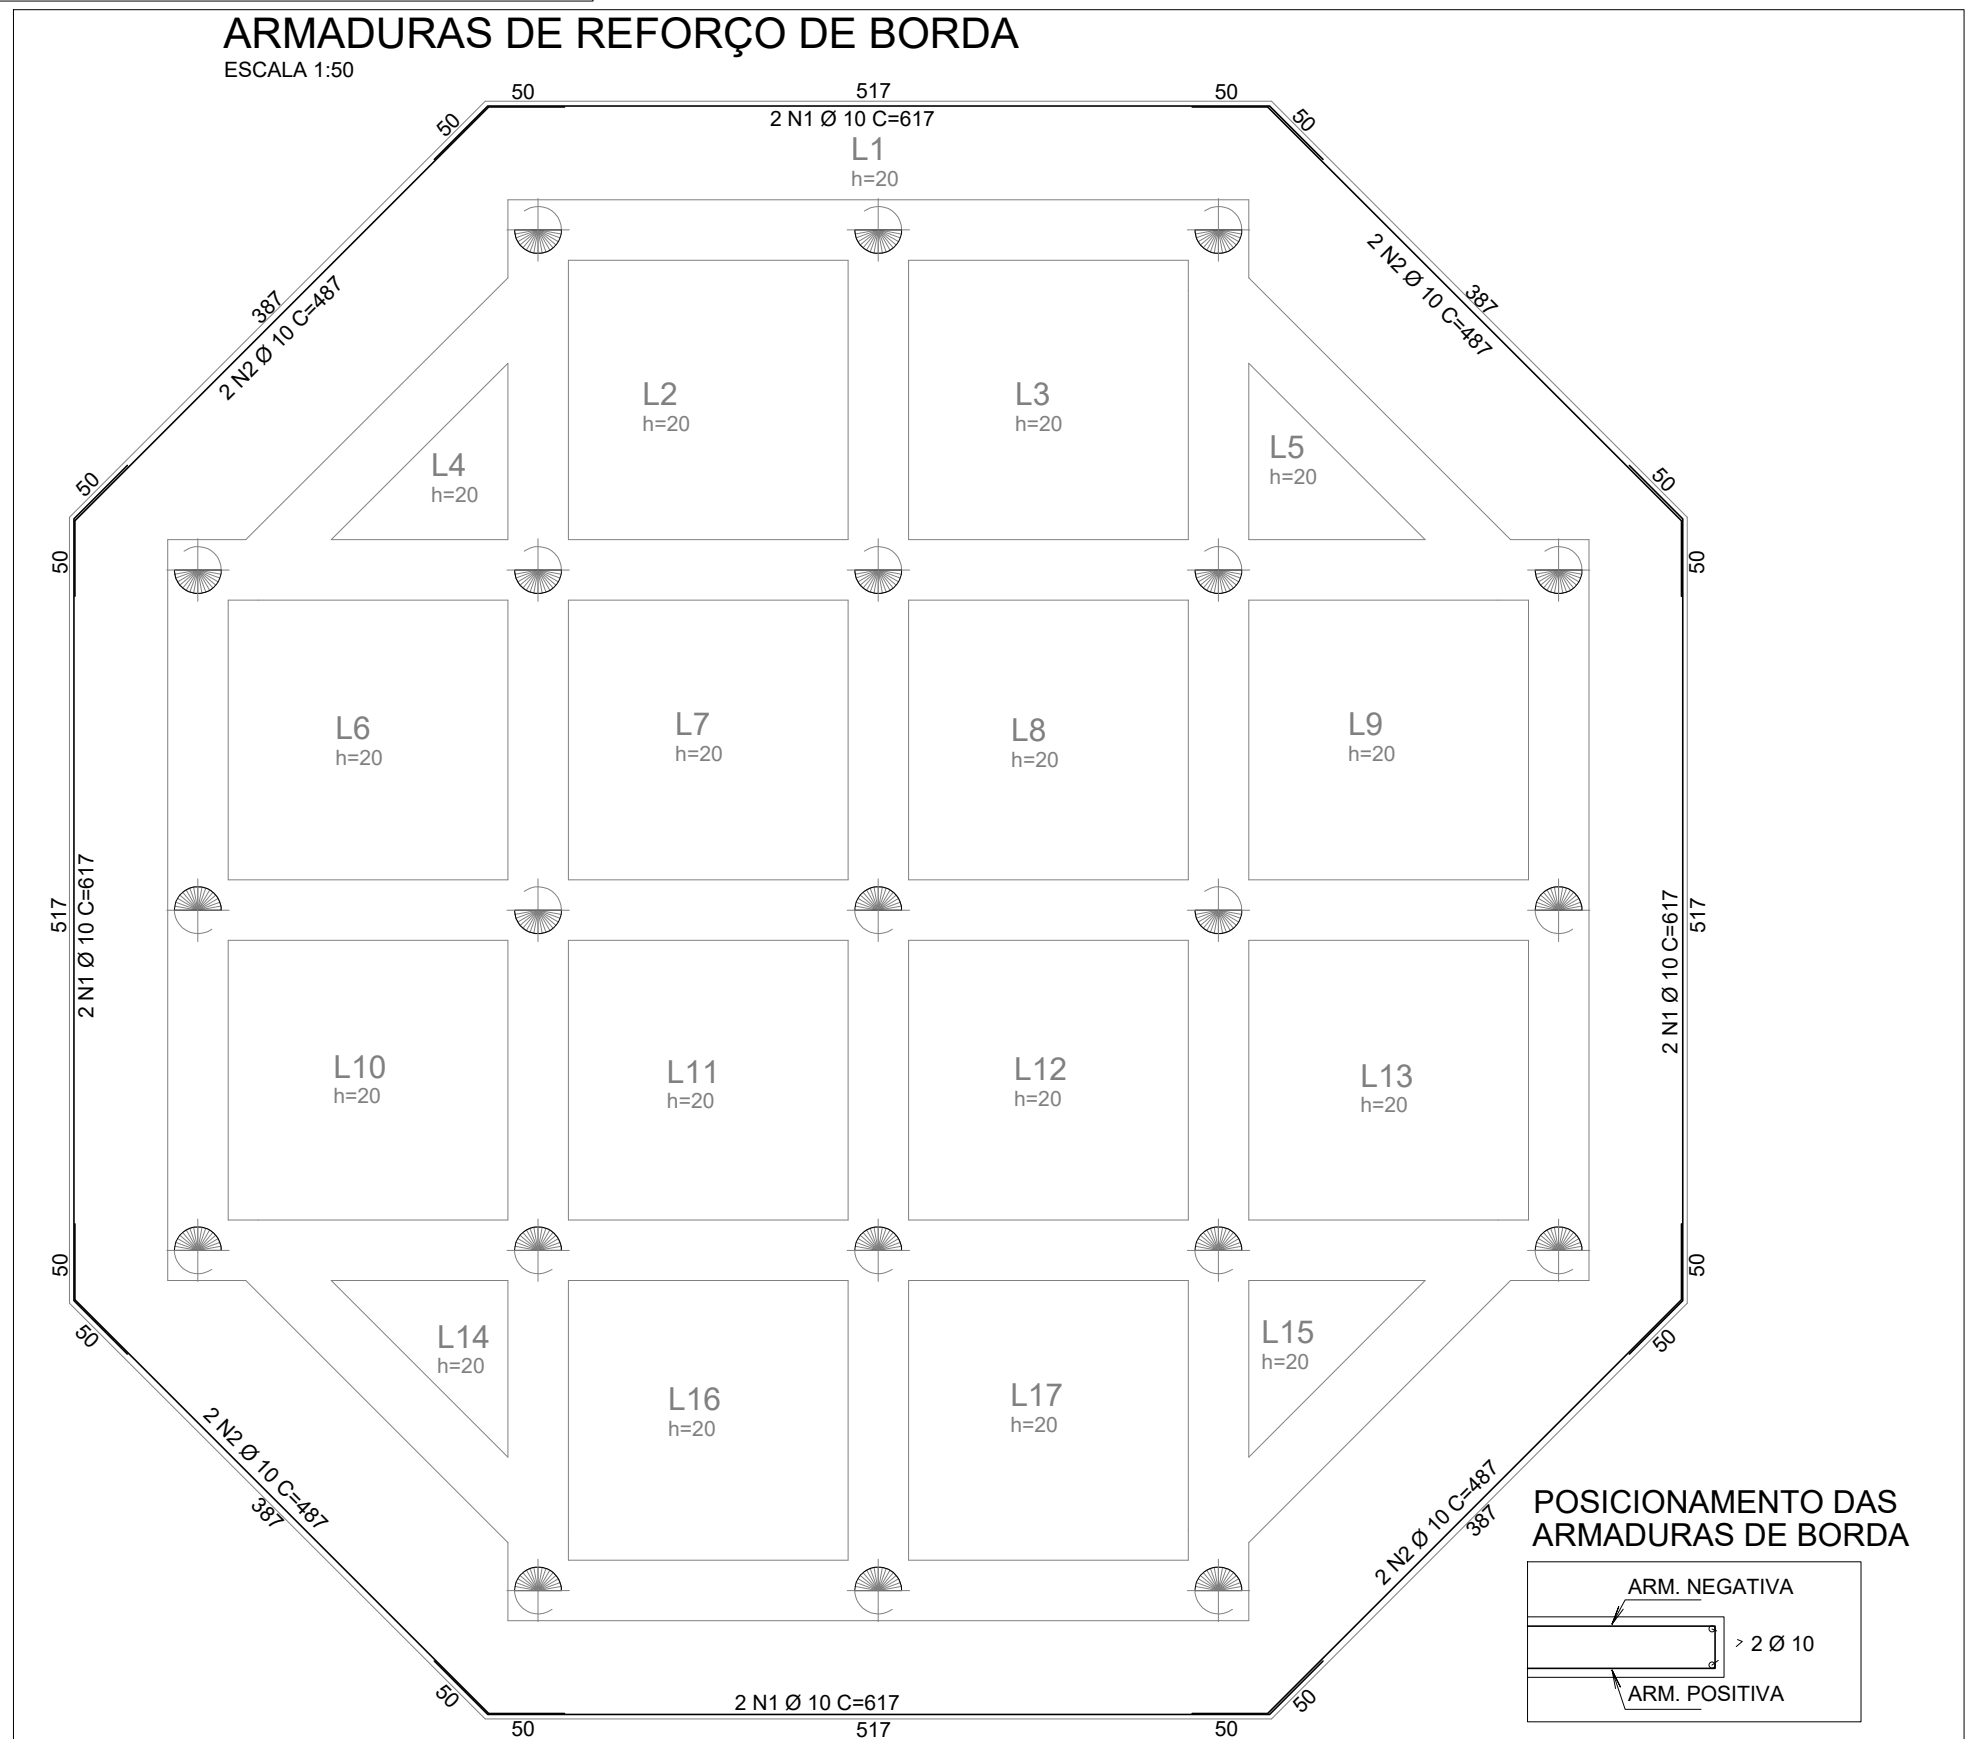 ARMADURAS DE REFORÇO DE BORDA
ESCALA 1:50
50
517
50
50
50
2 N1 Ø 10 C=617
L1
h=20
387
2 N2 Ø 10 C=487
2 N2 Ø 10 C=487
387
L2
h=20
L3
h=20
L4
h=20
L5
h=20
50
50
50
50
L6
h=20
L7
h=20
L8
h=20
L9
h=20
517
2 N1 Ø 10 C=617
2 N1 Ø 10 C=617
517
L10
h=20
L11
h=20
L12
h=20
L13
h=20
50
50
50
50
L14
h=20
L15
h=20
L16
h=20
L17
h=20
2 N2 Ø 10 C=487
387
2 N2 Ø 10 C=487
387
POSICIONAMENTO DAS
ARMADURAS DE BORDA
ARM. NEGATIVA
2 Ø 10
ARM. POSITIVA
50
50
2 N1 Ø 10 C=617
50
517
50